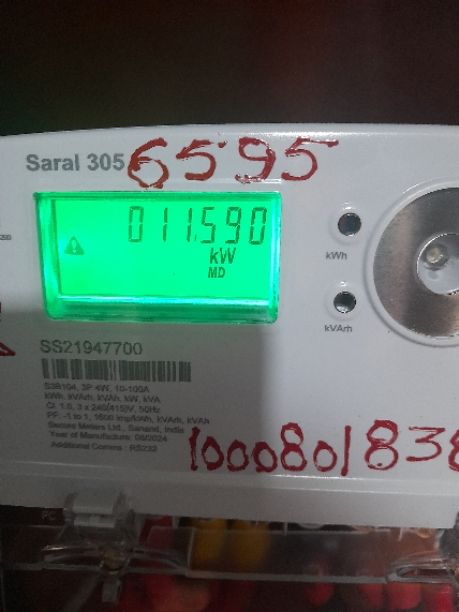 Saral 305
6595
011.590
kW
MD
kWh
kVArh
SS21947700
S3B104, 3P 4W, 10-100A
kWh, kVArh, kVAh, kW, kVA
Cl. 1.0, 3 x 240(415)V, 50Hz
PF: -1 to 1, 1600 imp/kWh, kVArh, kVAh
Secure Meters Ltd., Sanand, India
Year of Manufacture: 08/2024
Additional Comms : RS232
1000801838